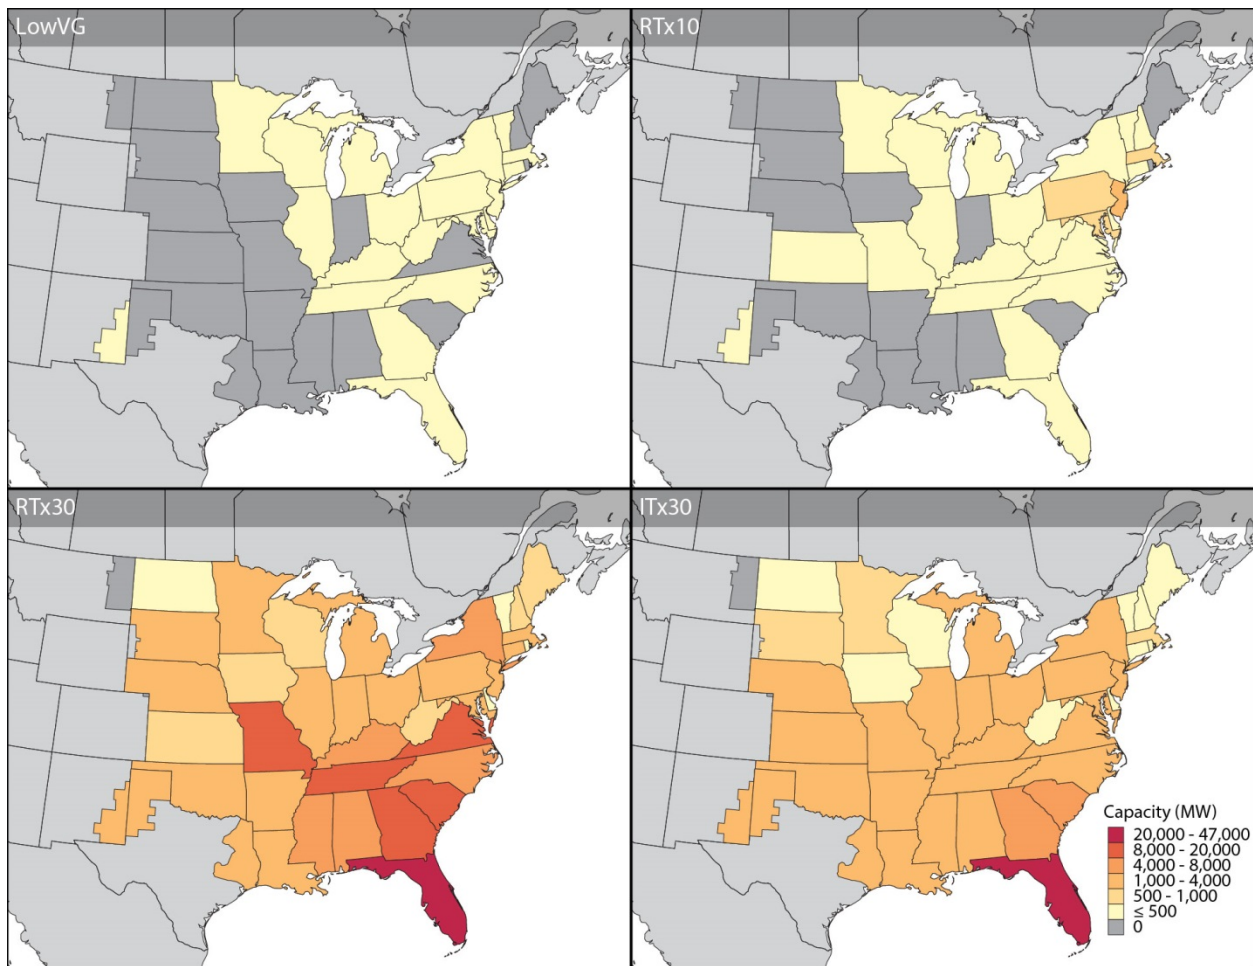 LowVG
RTx10
RTx30
ITx30
Capacity (MW)
20,000 - 47,000
8,000 - 20,000
4,000 - 8,000
1,000 - 4,000
500 - 1,000
≤ 500
0